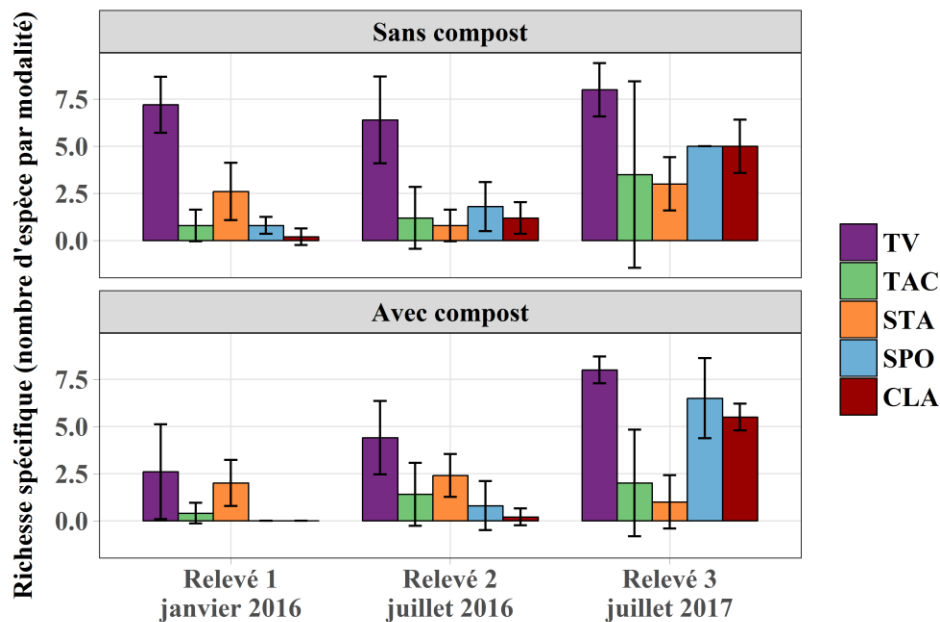 Richesse spécifique (nombre d'espèce par modalité)
Sans compost
7.5
5.0
2.5
0.0
Avec compost
7.5
5.0
2.5
0.0
Relevé 1
janvier 2016
Relevé 2
juillet 2016
Relevé 3
juillet 2017
TV
TAC
STA
SPO
CLA